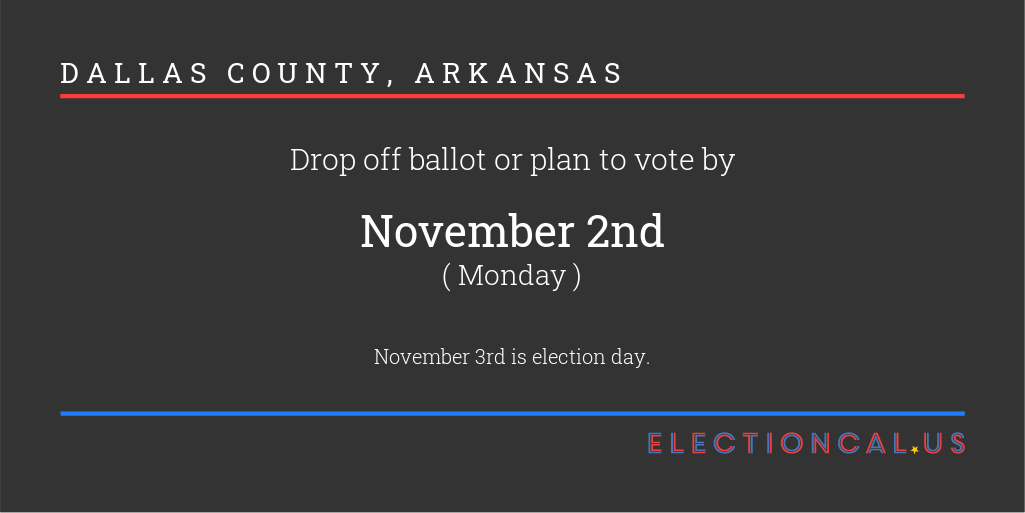 DALLAS COUNTY, ARKANSAS
Drop off ballot or plan to vote by
November 2nd
( Monday )
November 3rd is election day.
ELECTIONCAL.US